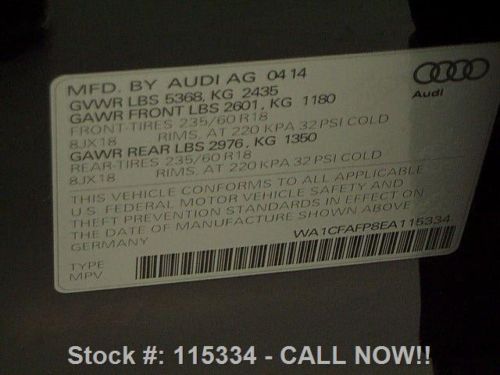 MFD. BY AUDI AG 04 14
GVWR LBS 5368, KG 2435
GAWR FRONT LBS 2601, KG 1180
FRONT-TIRES 235/60 R18
8JX18 RIMS, AT 220 KPA 32 PSI COLD
GAWR REAR LBS 2976, KG 1350
REAR-TIRES 235/60 R18
8JX18 RIMS, AT 220 KPA 32 PSI COLD
THIS VEHICLE CONFORMS TO ALL APPLICABLE
U.S. FEDERAL MOTOR VEHICLE SAFETY AND
THEFT PREVENTION STANDARDS IN EFFECT ON
THE DATE OF MANUFACTURE SHOWN ABOVE
GERMANY
WA1CFAFP8EA115334
TYPE
MPV
Audi
Stock #: 115334 - CALL NOW!!